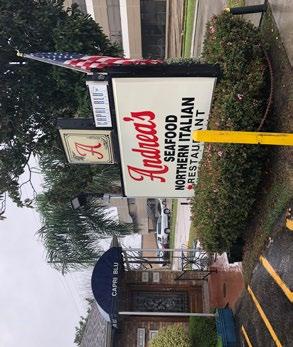 CAPRI BLU
A
Andrea's
SEAFOOD
NORTHERN ITALIAN
RESTAURANT
CAPRI BLU